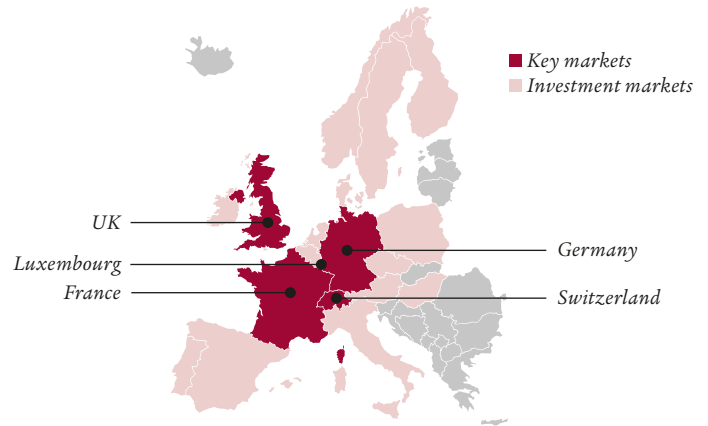 Key markets
Investment markets
UK
Luxembourg
France
Germany
Switzerland